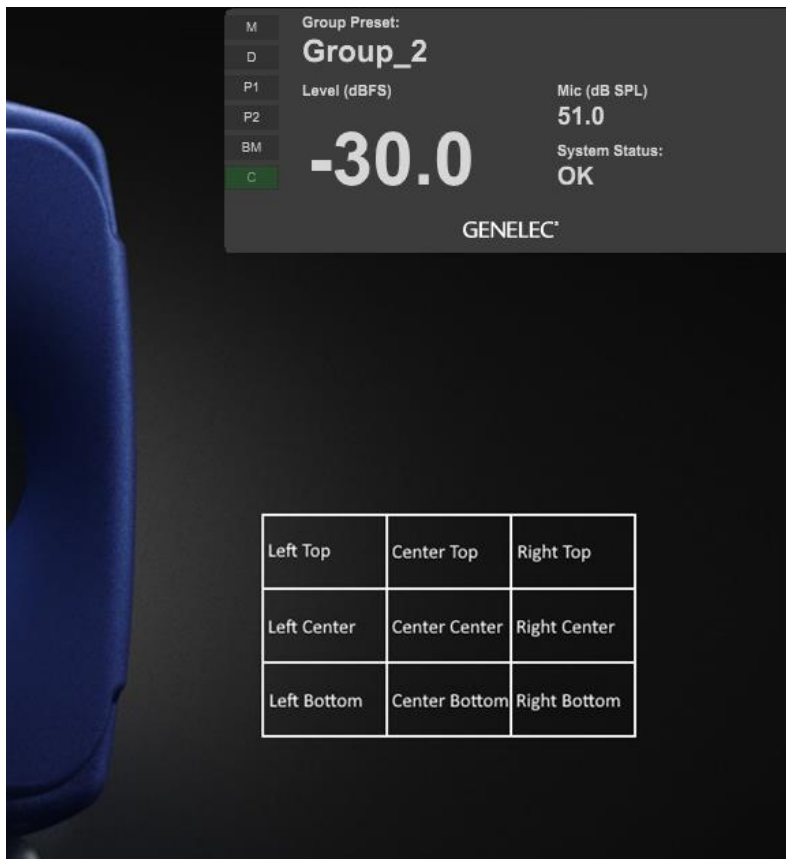 M
D
P1
P2
BM
C
Group Preset:
Group_2
Level (dBFS)
-30.0
Mic (dB SPL)
51.0
System Status:
OK
GENELEC®
Left Top
Center Top
Right Top
Left Center
Center Center
Right Center
Left Bottom
Center Bottom
Right Bottom